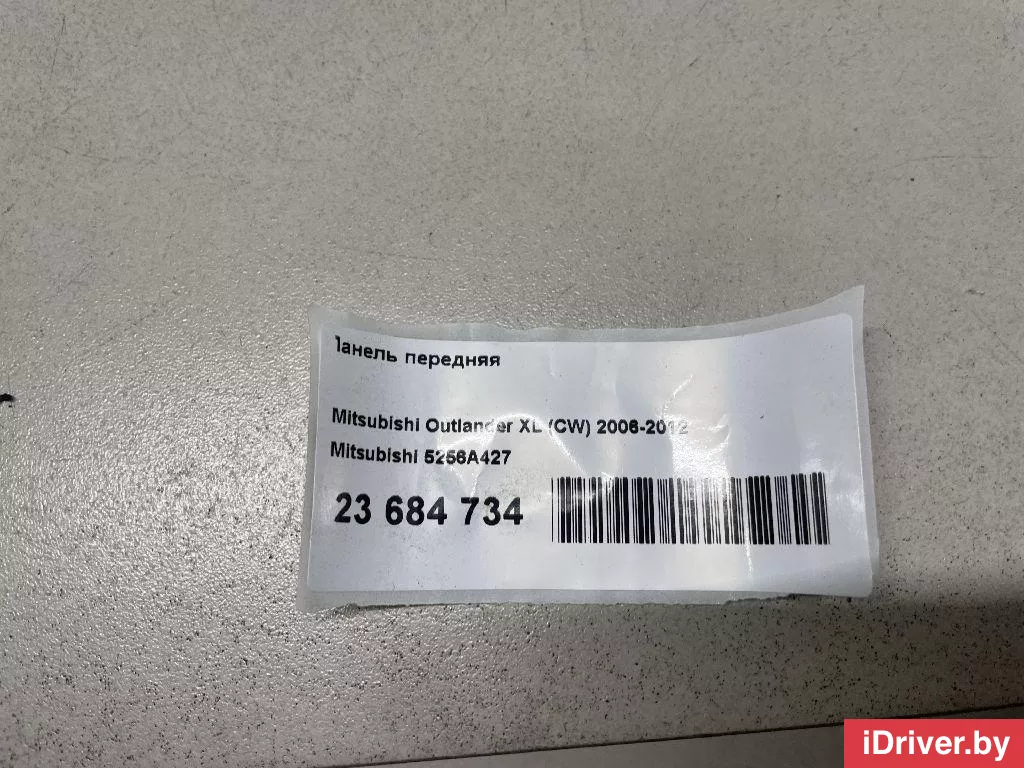 Панель передняя
Mitsubishi Outlander XL (CW) 2006-2012
Mitsubishi 5256A427
23 684 734
iDriver.by